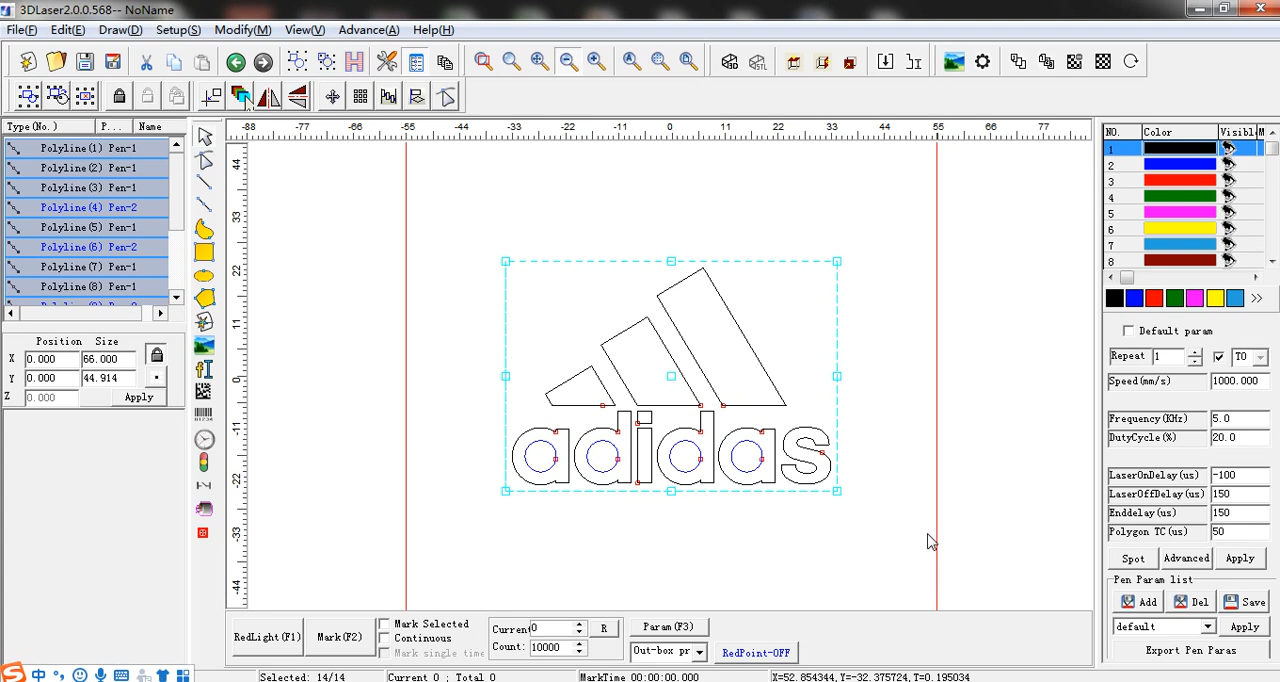 3DLaser2.0.0.568-- NoName
File(F) Edit(E) Draw(D) Setup(S) Modify(M) View(V) Advance(A) Help(H)
Type(No.) P... Name
Polyline(1) Pen-1
Polyline(2) Pen-1
Polyline(3) Pen-1
Polyline(4) Pen-2
Polyline(5) Pen-1
Polyline(6) Pen-2
Polyline(7) Pen-1
Polyline(8) Pen-1
Position Size
X 0.000 66.000
Y 0.000 44.914
Z 0.000 Apply
-88 -77 -66 -55 -44 -33 -22 -11 0 11 22 33 44 55 66 77
44
33
22
11
0
-11
-22
-33
-44
adidas
NO. Color Visibl M
1
2
3
4
5
6
7
8
Default param
Repeat 1 TO
Speed(mm/s) 1000.000
Frequency(KHz) 5.0
DutyCycle(%) 20.0
LaserOnDelay(us) -100
LaserOffDelay(us) 150
Enddelay(us) 150
Polygon TC(us) 50
Spot Advanced Apply
Pen Param list
Add Del Save
default Apply
Export Pen Paras
RedLight(F1) Mark(F2)
Mark Selected
Continuous
Mark single time
Curren 0 R
Count: 10000
Param(F3)
Out-box pr RedPoint-OFF
中
Selected: 14/14 Current 0 ; Total 0 MarkTime 00:00:00.000 X=52.854344, Y=-32.375724, T=0.195034